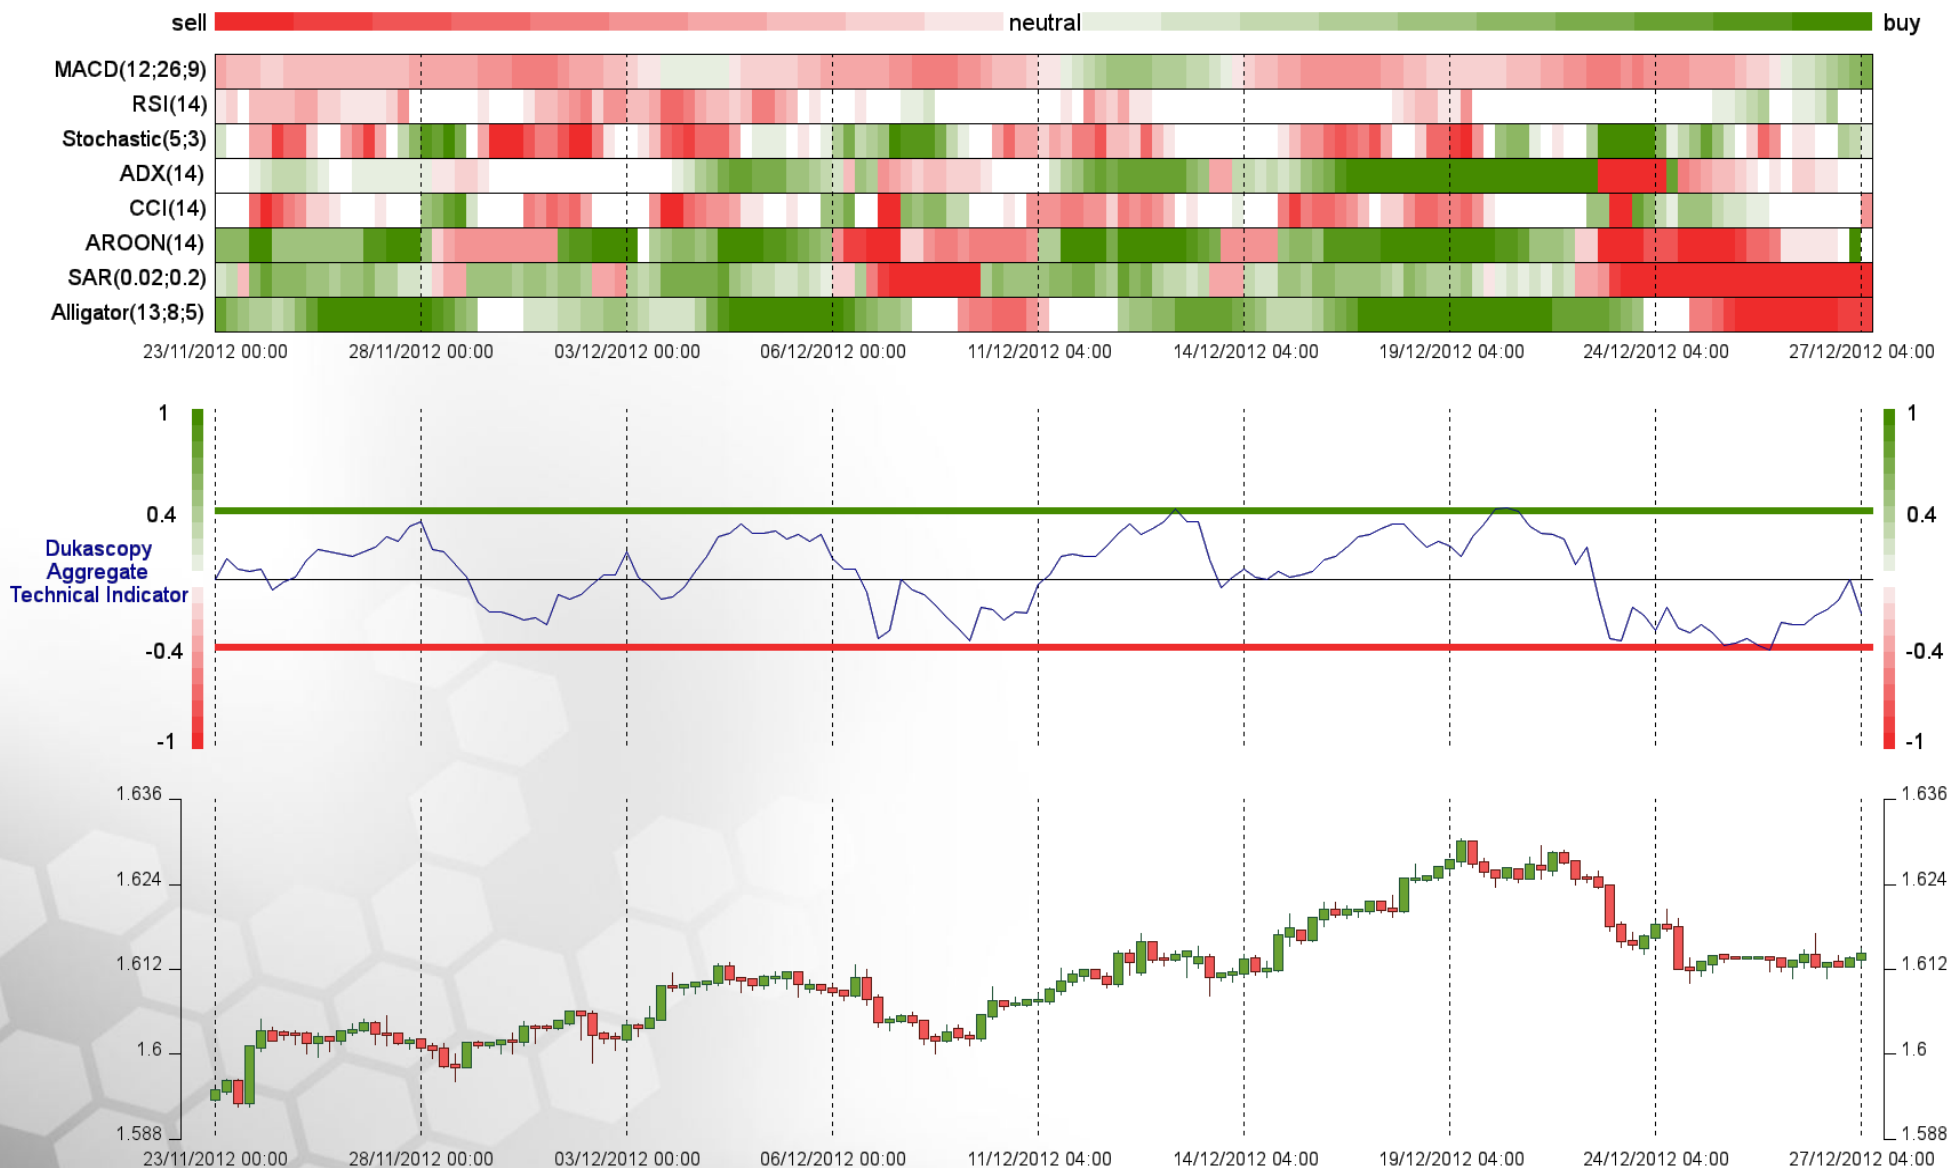 sell neutral buy
MACD(12;26;9)
RSI(14)
Stochastic(5;3)
ADX(14)
CCI(14)
AROON(14)
SAR(0.02;0.2)
Alligator(13;8;5)
23/11/2012 00:00 28/11/2012 00:00 03/12/2012 00:00 06/12/2012 00:00 11/12/2012 04:00 14/12/2012 04:00 19/12/2012 04:00 24/12/2012 04:00 27/12/2012 04:00
1 1
0.4 0.4
Dukascopy
Aggregate
Technical Indicator
-0.4 -0.4
-1 -1
1.636 1.636
1.624 1.624
1.612 1.612
1.6 1.6
1.588 1.588
23/11/2012 00:00 28/11/2012 00:00 03/12/2012 00:00 06/12/2012 00:00 11/12/2012 04:00 14/12/2012 04:00 19/12/2012 04:00 24/12/2012 04:00 27/12/2012 04:00